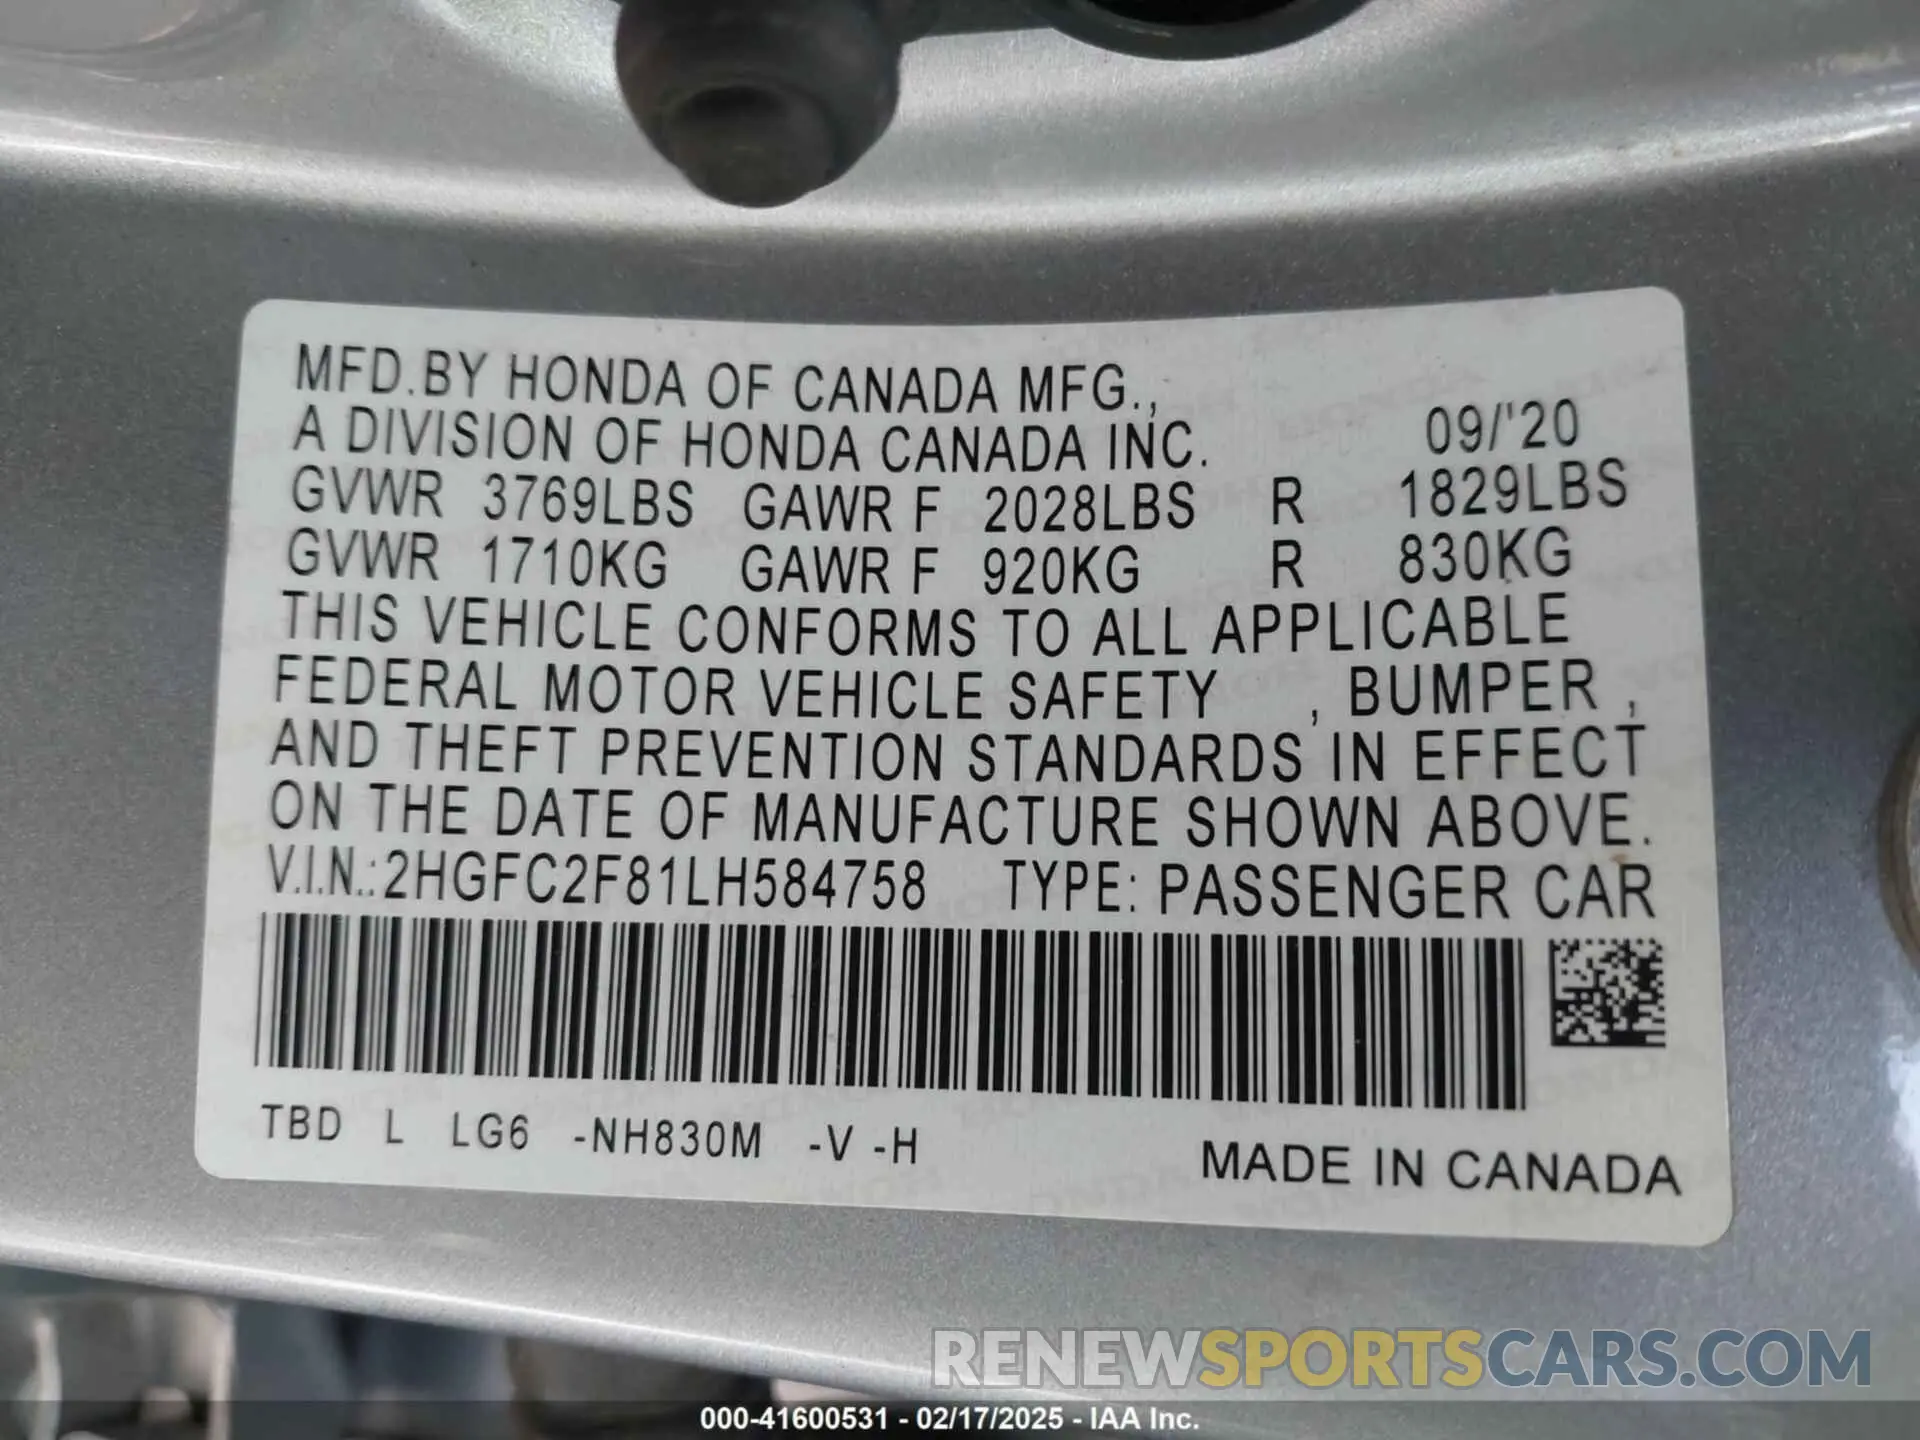 MFD.BY HONDA OF CANADA MFG.,
A DIVISION OF HONDA CANADA INC. 09/'20
GVWR 3769LBS GAWR F 2028LBS R 1829LBS
GVWR 1710KG GAWR F 920KG R 830KG
THIS VEHICLE CONFORMS TO ALL APPLICABLE
FEDERAL MOTOR VEHICLE SAFETY , BUMPER ,
AND THEFT PREVENTION STANDARDS IN EFFECT
ON THE DATE OF MANUFACTURE SHOWN ABOVE.
V.I.N.:2HGFC2F81LH584758 TYPE: PASSENGER CAR
TBD L LG6 -NH830M -V -H
MADE IN CANADA
RENEWSPORTSCARS.COM
000-41600531 - 02/17/2025 - IAA Inc.